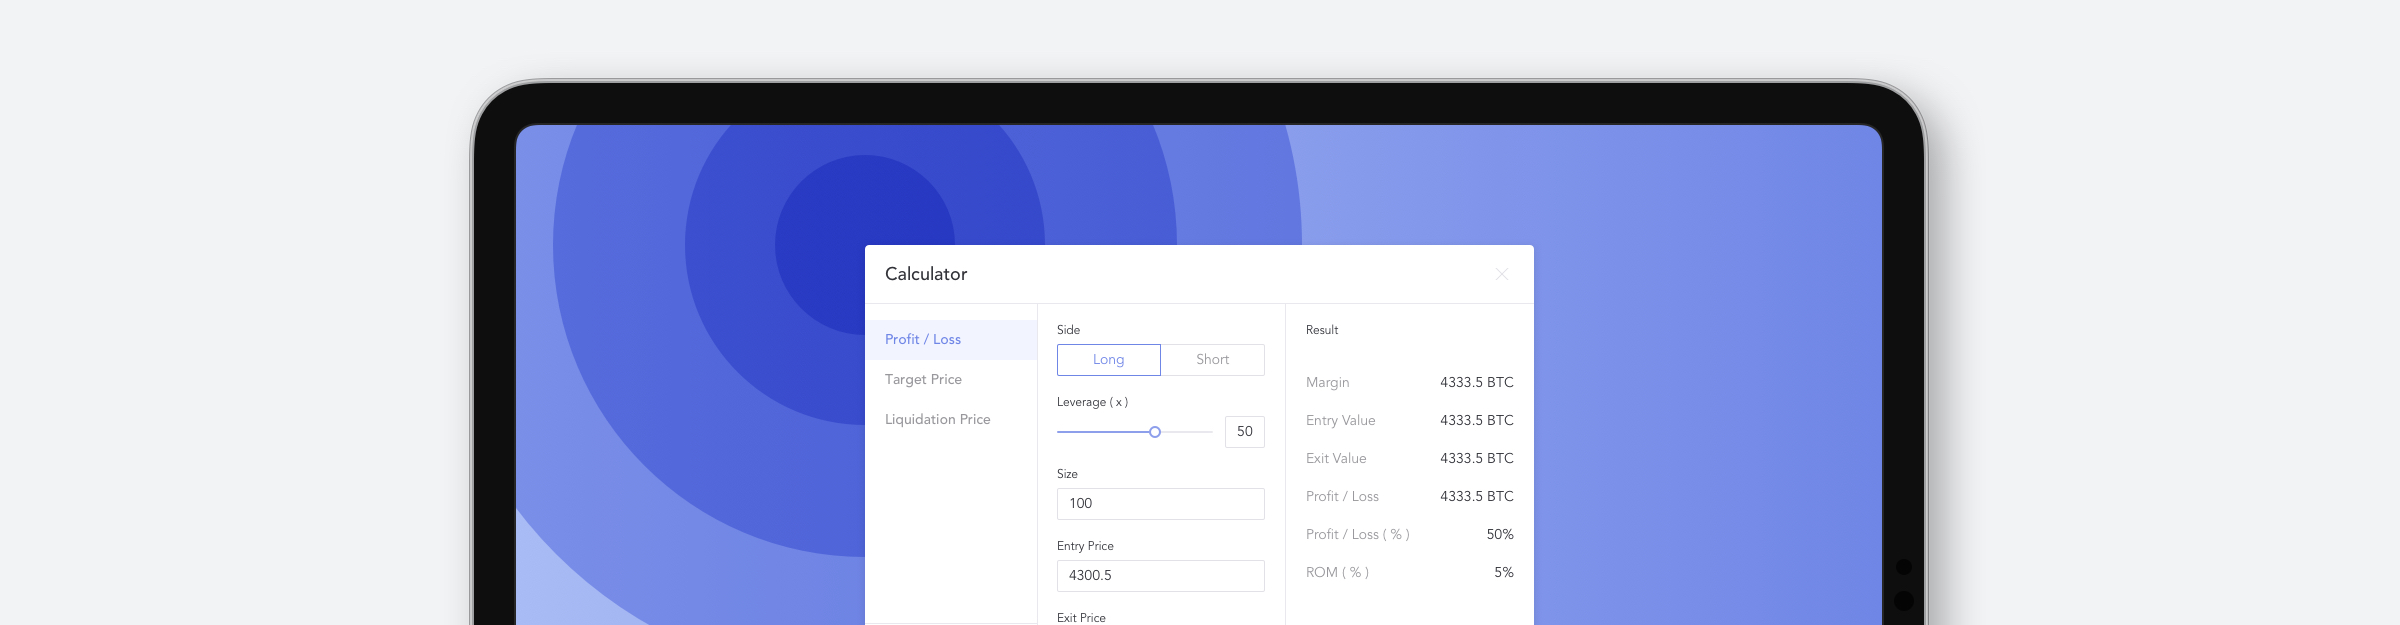 Calculator
Profit / Loss
Target Price
Liquidation Price
Side
Long Short
Leverage ( x )
50
Size
100
Entry Price
4300.5
Exit Price
Result
Margin 4333.5 BTC
Entry Value 4333.5 BTC
Exit Value 4333.5 BTC
Profit / Loss 4333.5 BTC
Profit / Loss ( % ) 50%
ROM ( % ) 5%